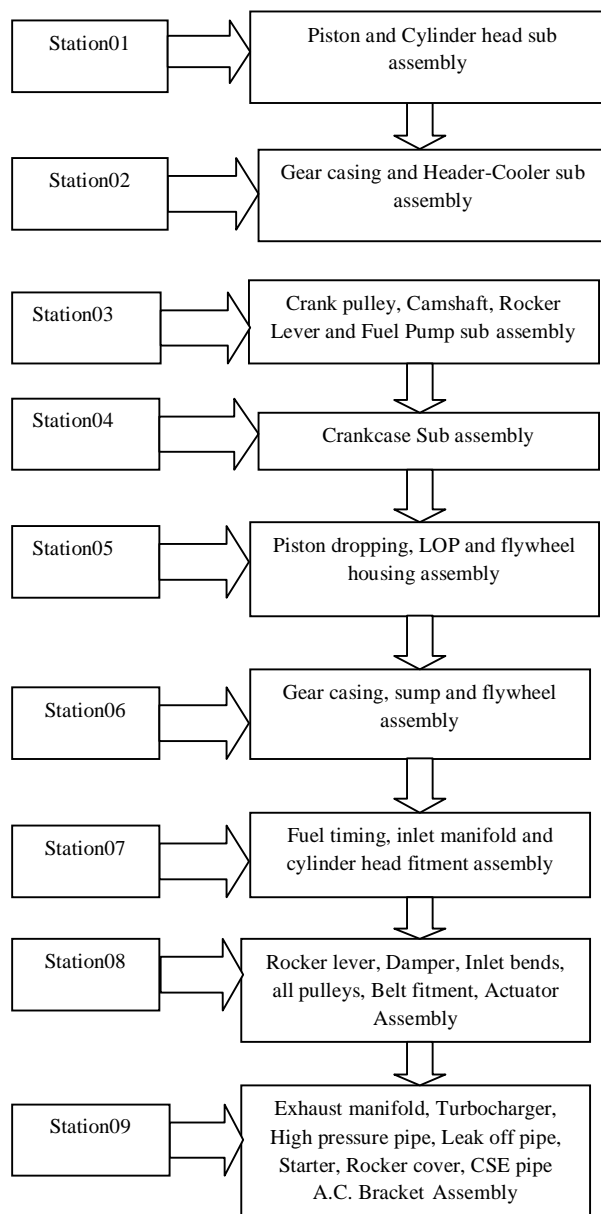 Station01
Piston and Cylinder head sub
assembly
Station02
Gear casing and Header-Cooler sub
assembly
Station03
Crank pulley, Camshaft, Rocker
Lever and Fuel Pump sub assembly
Station04
Crankcase Sub assembly
Station05
Piston dropping, LOP and flywheel
housing assembly
Station06
Gear casing, sump and flywheel
assembly
Station07
Fuel timing, inlet manifold and
cylinder head fitment assembly
Station08
Rocker lever, Damper, Inlet bends,
all pulleys, Belt fitment, Actuator
Assembly
Station09
Exhaust manifold, Turbocharger,
High pressure pipe, Leak off pipe,
Starter, Rocker cover, CSE pipe
A.C. Bracket Assembly